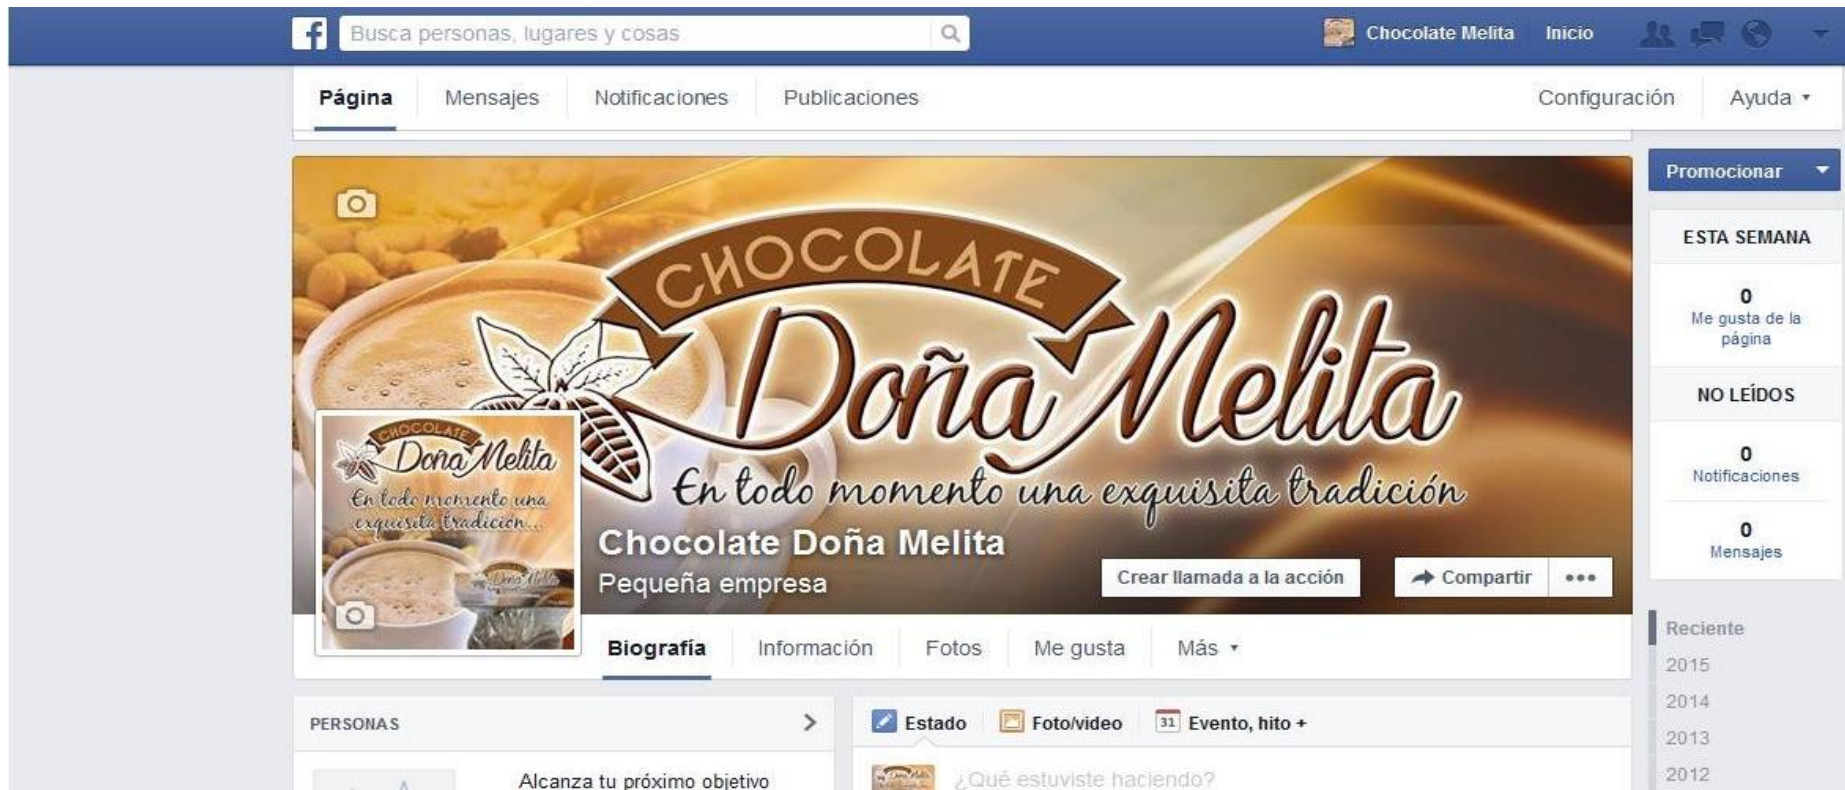 Busca personas, lugares y cosas
Chocolate Melita Inicio
Página Mensajes Notificaciones Publicaciones Configuración Ayuda
CHOCOLATE
Doña Melita
En todo momento una exquisita tradición
CHOCOLATE
Doña Melita
En todo momento una
exquisita tradición...
Doña Melita
Chocolate Doña Melita
Pequeña empresa
Crear llamada a la acción Compartir
Biografía Información Fotos Me gusta Más
Promocionar
ESTA SEMANA
0
Me gusta de la
página
NO LEÍDOS
0
Notificaciones
0
Mensajes
Reciente
2015
2014
2013
2012
PERSONAS
Alcanza tu próximo objetivo
Estado Foto/video 31 Evento, hito +
¿Qué estuviste haciendo?